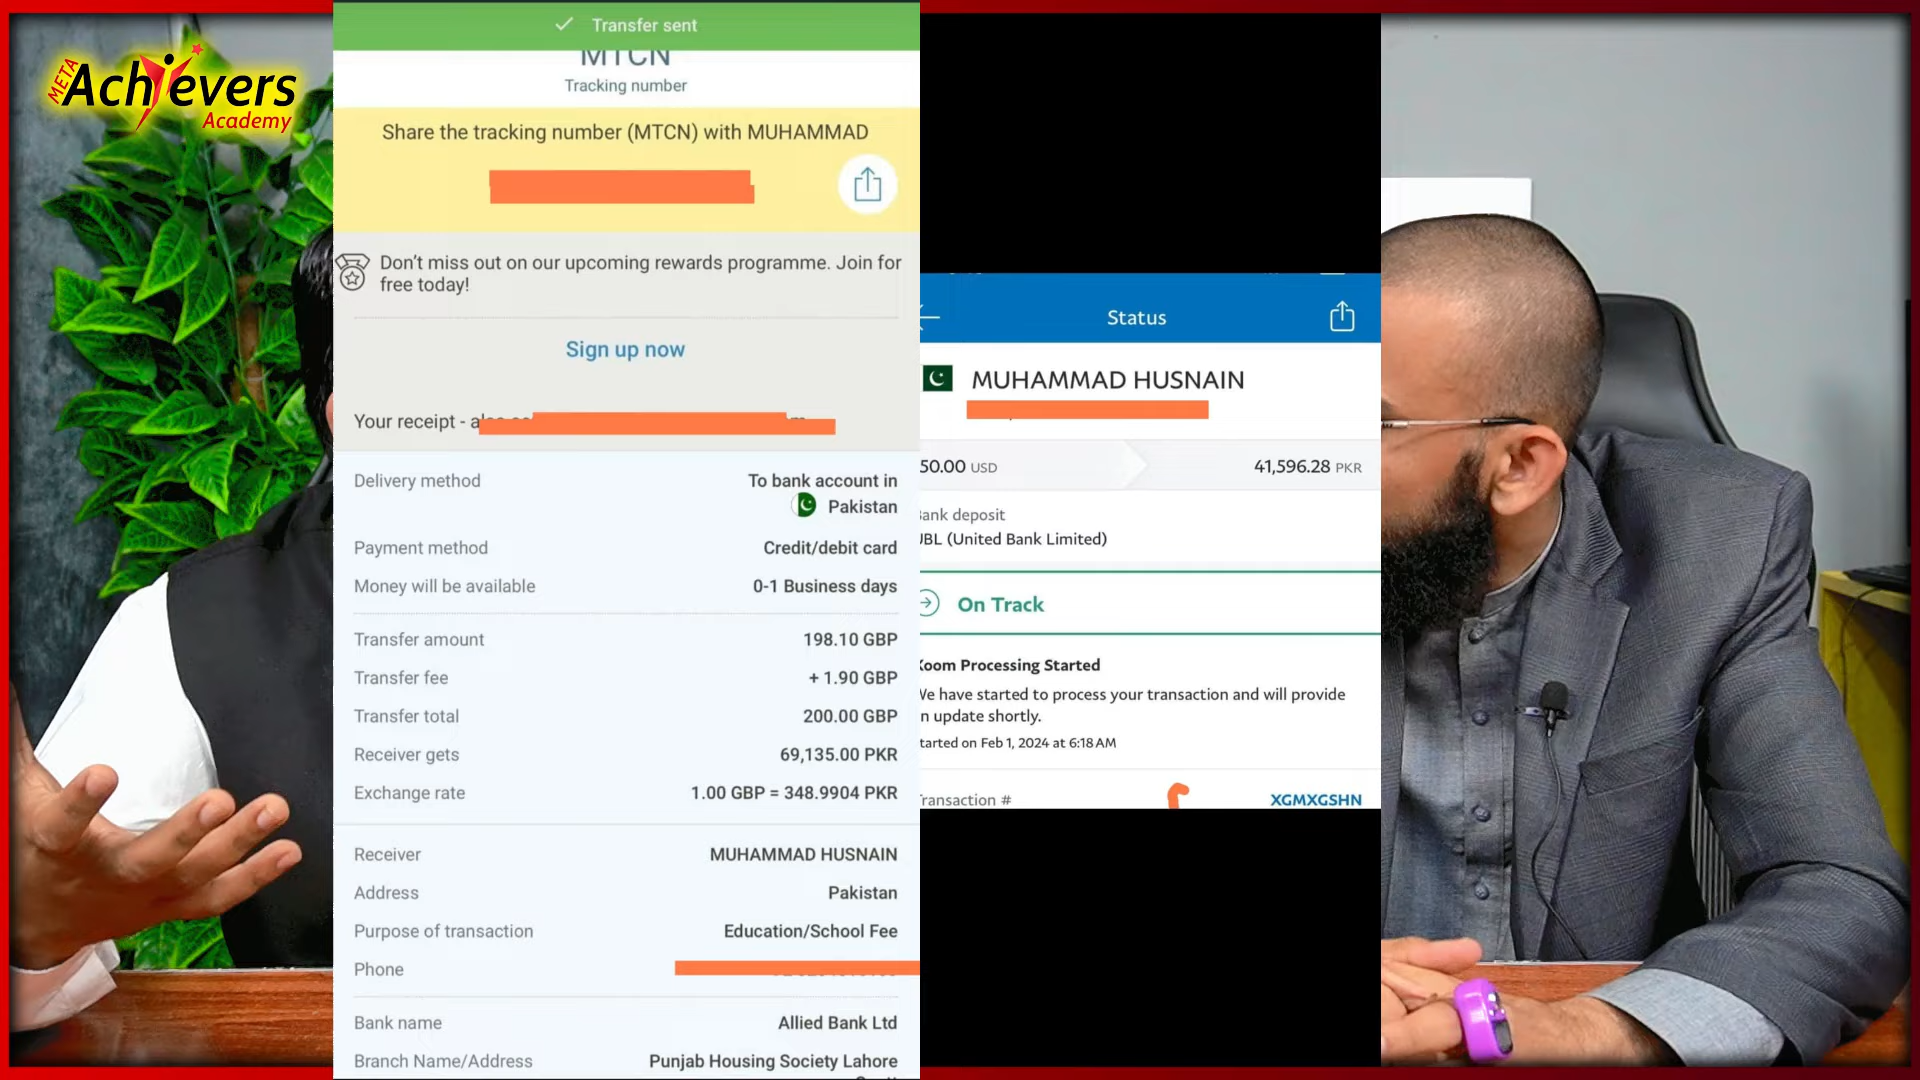 META
Achievers
Academy
Transfer sent
MTCN
Tracking number
Share the tracking number (MTCN) with MUHAMMAD
Don't miss out on our upcoming rewards programme. Join for
free today!
Sign up now
Your receipt -
Delivery method
To bank account in
Pakistan
Payment method
Credit/debit card
Money will be available
0-1 Business days
Transfer amount
198.10 GBP
Transfer fee
+ 1.90 GBP
Transfer total
200.00 GBP
Receiver gets
69,135.00 PKR
Exchange rate
1.00 GBP = 348.9904 PKR
Receiver
MUHAMMAD HUSNAIN
Address
Pakistan
Purpose of transaction
Education/School Fee
Phone
Bank name
Allied Bank Ltd
Branch Name/Address
Punjab Housing Society Lahore
Status
MUHAMMAD HUSNAIN
50.00 USD
41,596.28 PKR
Bank deposit
UBL (United Bank Limited)
On Track
Xoom Processing Started
We have started to process your transaction and will provide
an update shortly.
Started on Feb 1, 2024 at 6:18 AM
Transaction #
XGMXGSHN